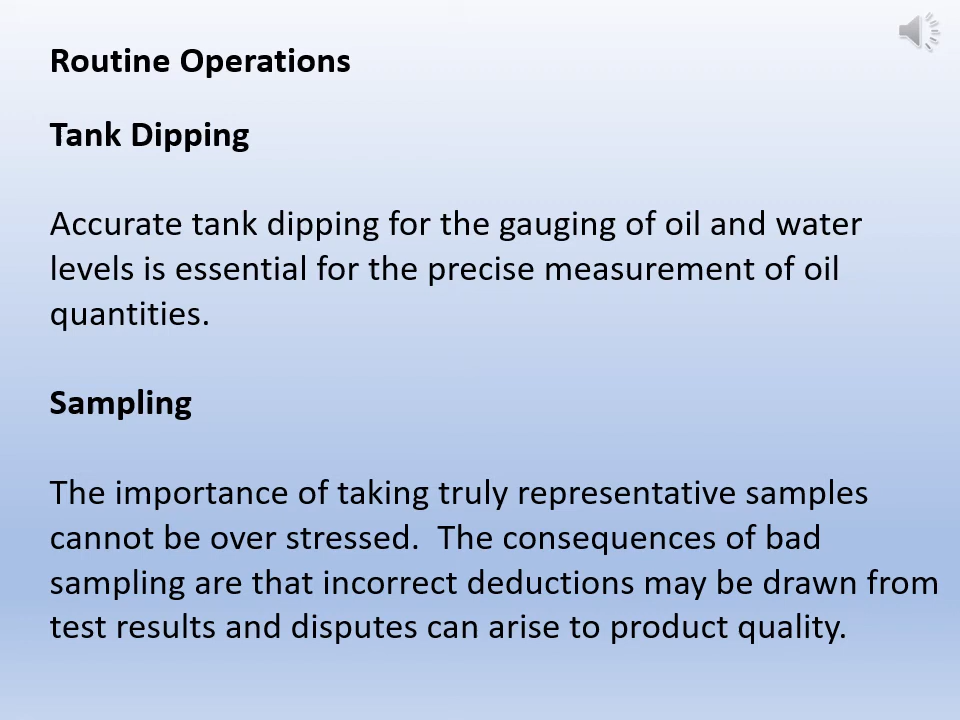 Routine Operations
Tank Dipping
Accurate tank dipping for the gauging of oil and water
levels is essential for the precise measurement of oil
quantities.
Sampling
The importance of taking truly representative samples
cannot be over stressed.  The consequences of bad
sampling are that incorrect deductions may be drawn from
test results and disputes can arise to product quality.